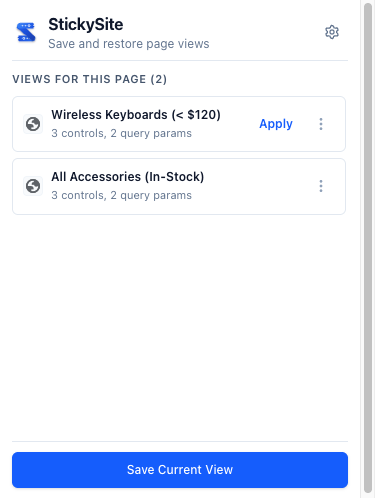 StickySite
Save and restore page views
VIEWS FOR THIS PAGE (2)
Wireless Keyboards (< $120)
3 controls, 2 query params
Apply
All Accessories (In-Stock)
3 controls, 2 query params
Save Current View